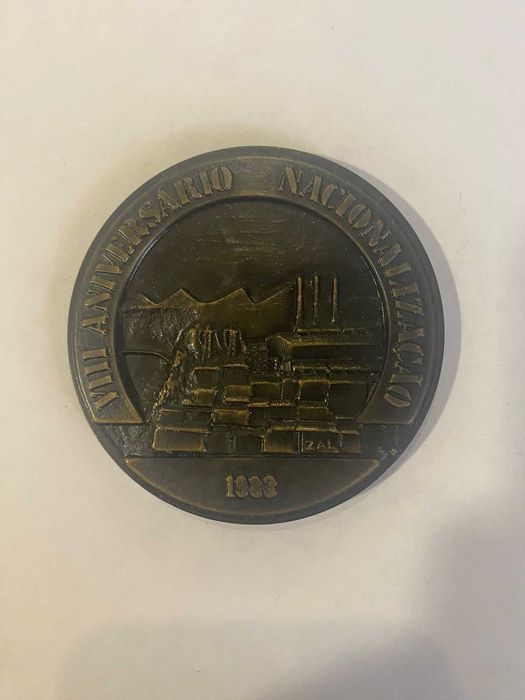 VIII ANIVERSÁRIO NACIONALIZAÇÃO
ZAL
1983